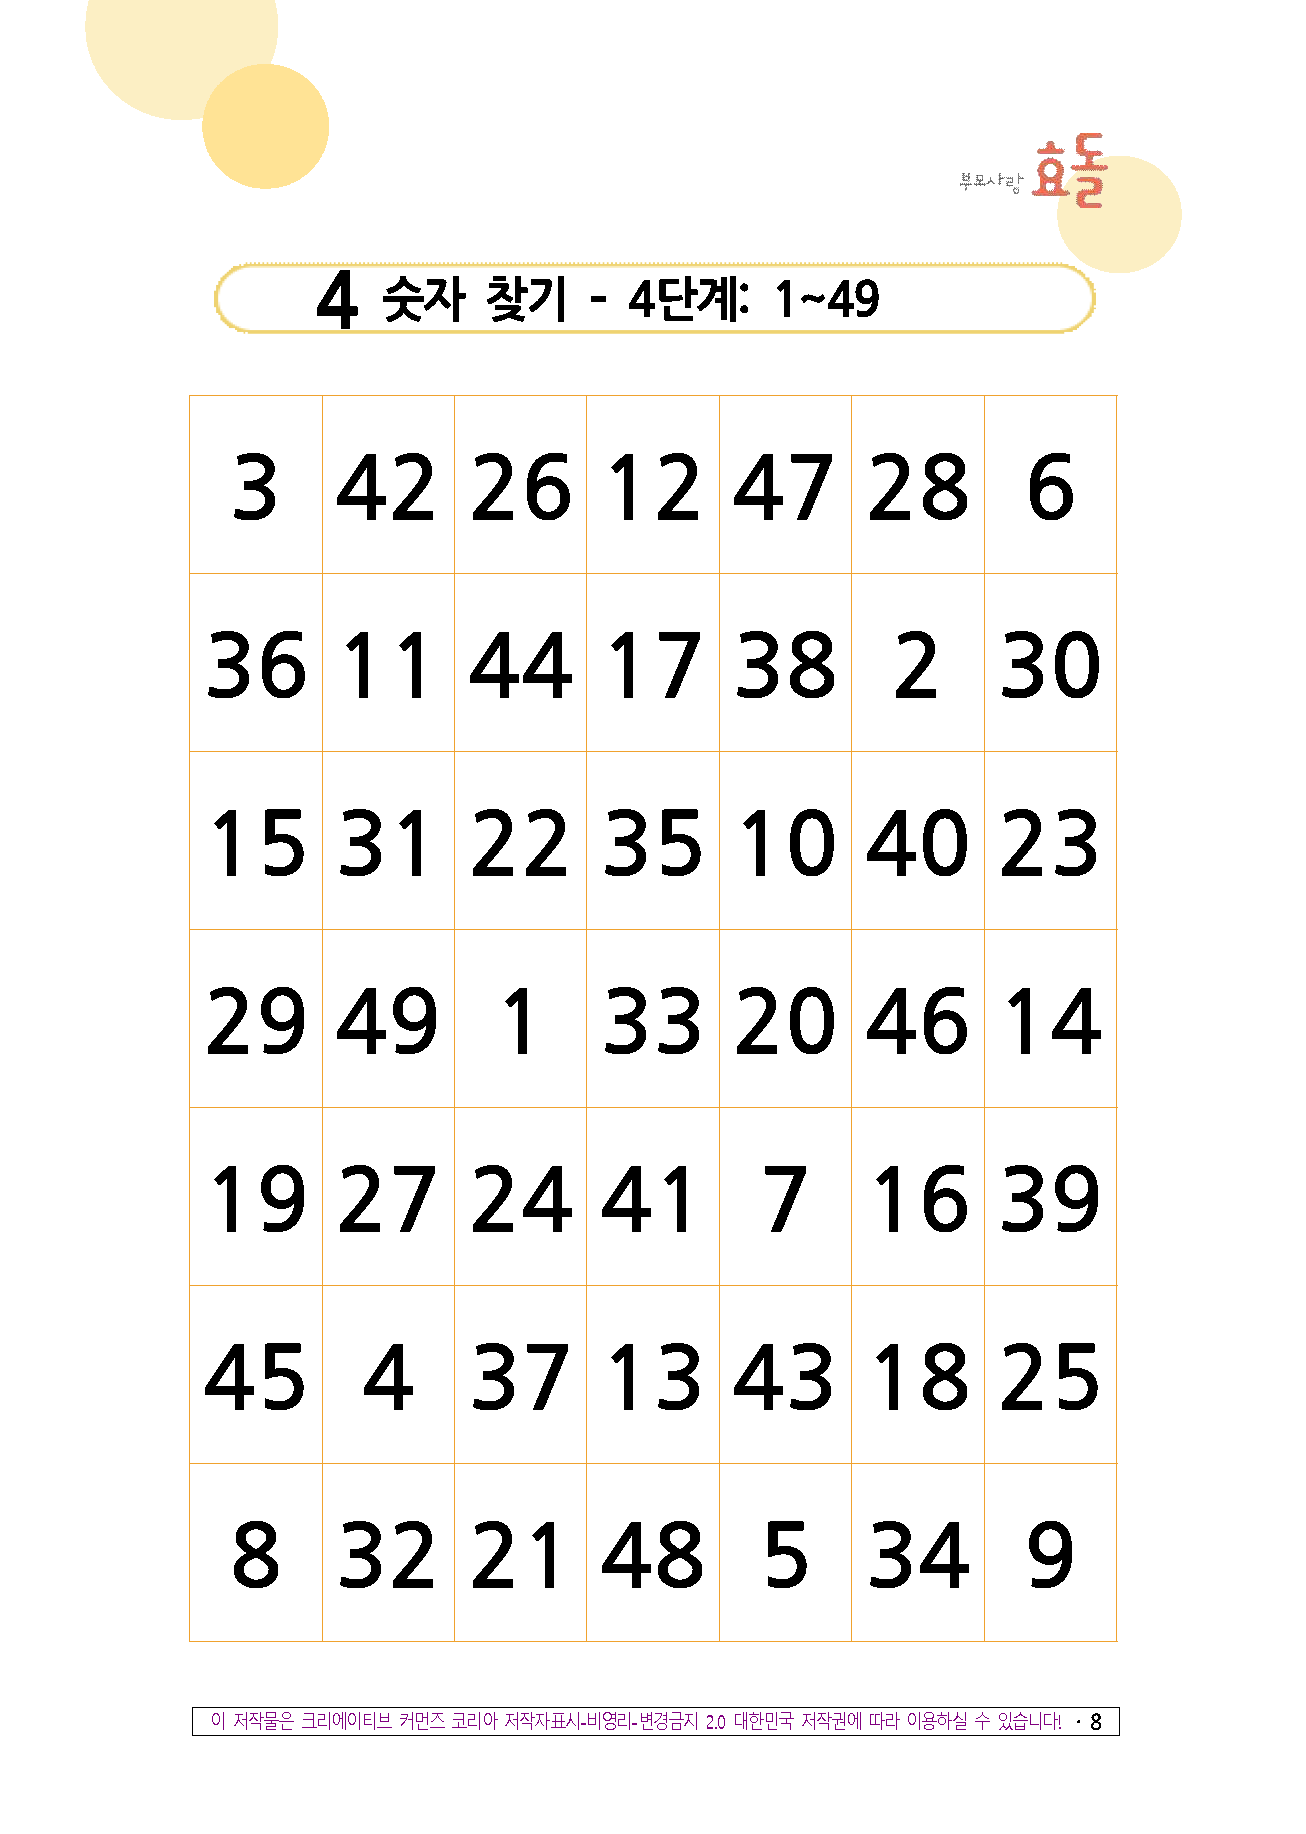 부모사랑 효돌
4 숫자 찾기 - 4단계: 1~49
3 42 26 12 47 28 6
36 11 44 17 38 2 30
15 31 22 35 10 40 23
29 49 1 33 20 46 14
19 27 24 41 7 16 39
45 4 37 13 43 18 25
8 32 21 48 5 34 9
이 저작물은 크리에이티브 커먼즈 코리아 저작자표시-비영리-변경금지 2.0 대한민국 저작권에 따라 이용하실 수 있습니다! · 8